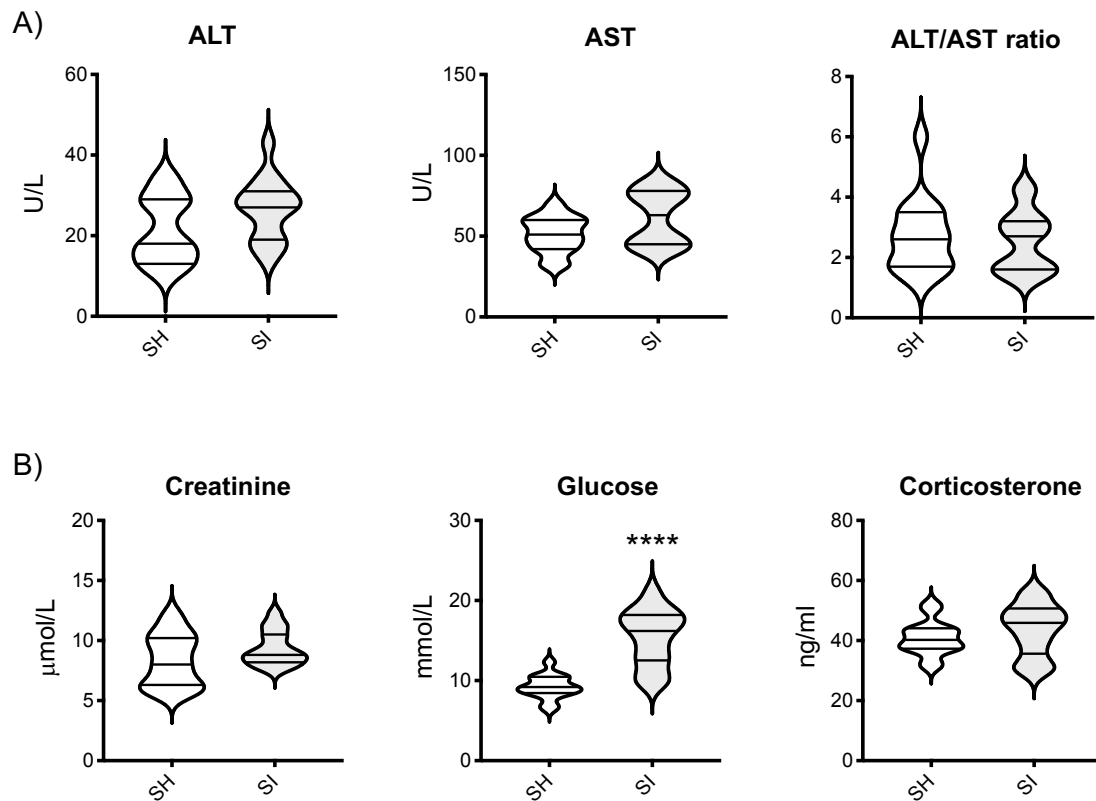 A)
ALT
AST
ALT/AST ratio
60
40
20
0
U/L
SH
SI
150
100
50
0
U/L
SH
SI
8
6
4
2
0
SH
SI
B)
Creatinine
Glucose
Corticosterone
20
15
10
5
0
μmol/L
SH
SI
30
20
10
0
mmol/L
****
SH
SI
80
60
40
20
0
ng/ml
SH
SI